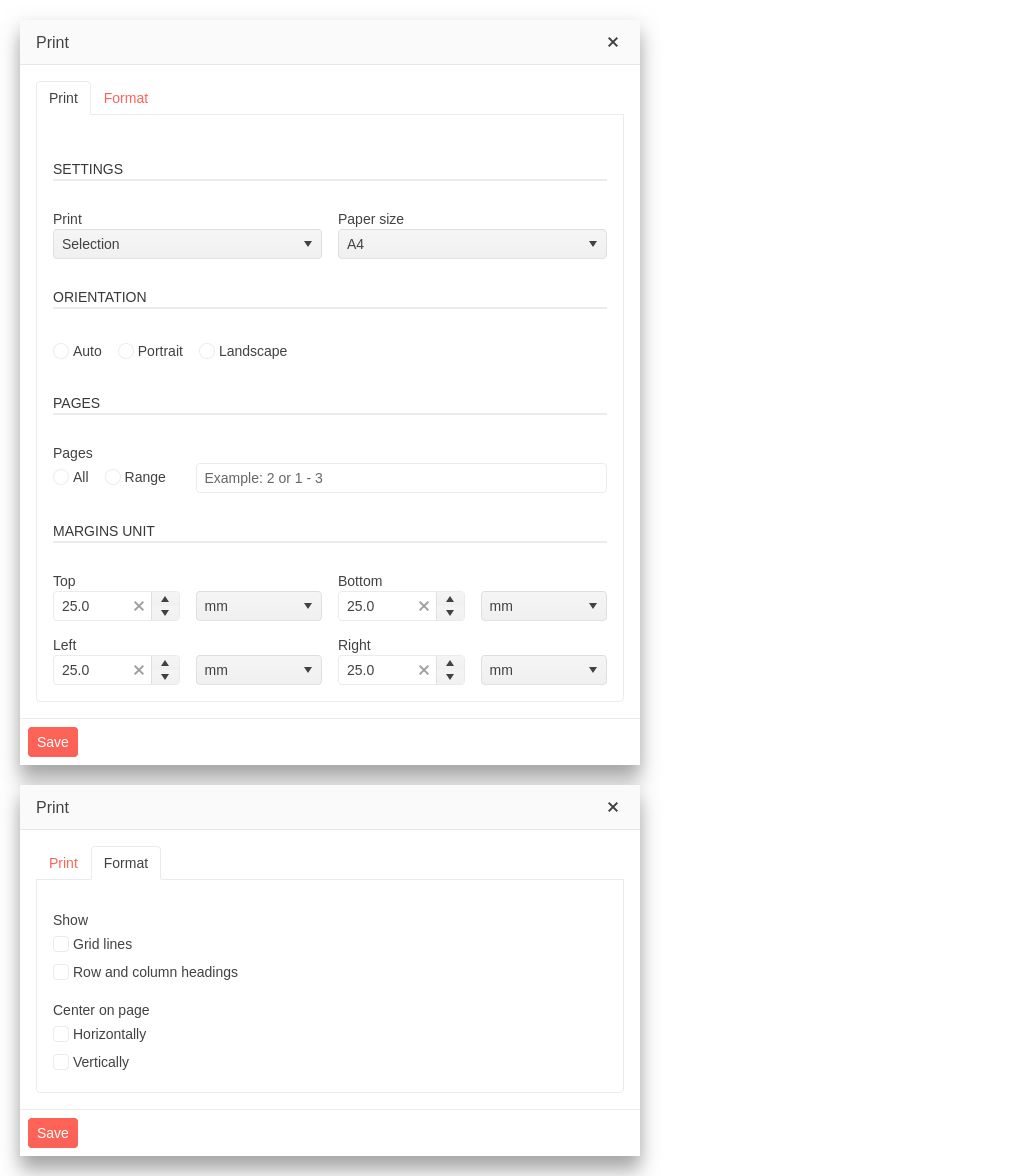 Print
Print Format
SETTINGS
Print Paper size
Selection A4
ORIENTATION
Auto Portrait Landscape
PAGES
Pages
All Range Example: 2 or 1 - 3
MARGINS UNIT
Top Bottom
25.0 mm 25.0 mm
Left Right
25.0 mm 25.0 mm
Save
Print
Print Format
Show
Grid lines
Row and column headings
Center on page
Horizontally
Vertically
Save